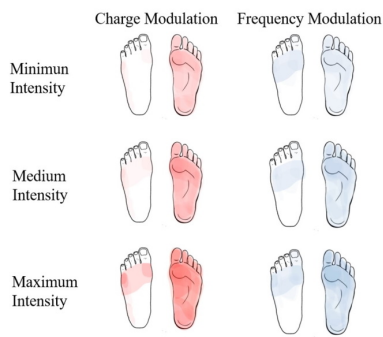 Charge Modulation Frequency Modulation
Minimun
Intensity
Medium
Intensity
Maximum
Intensity